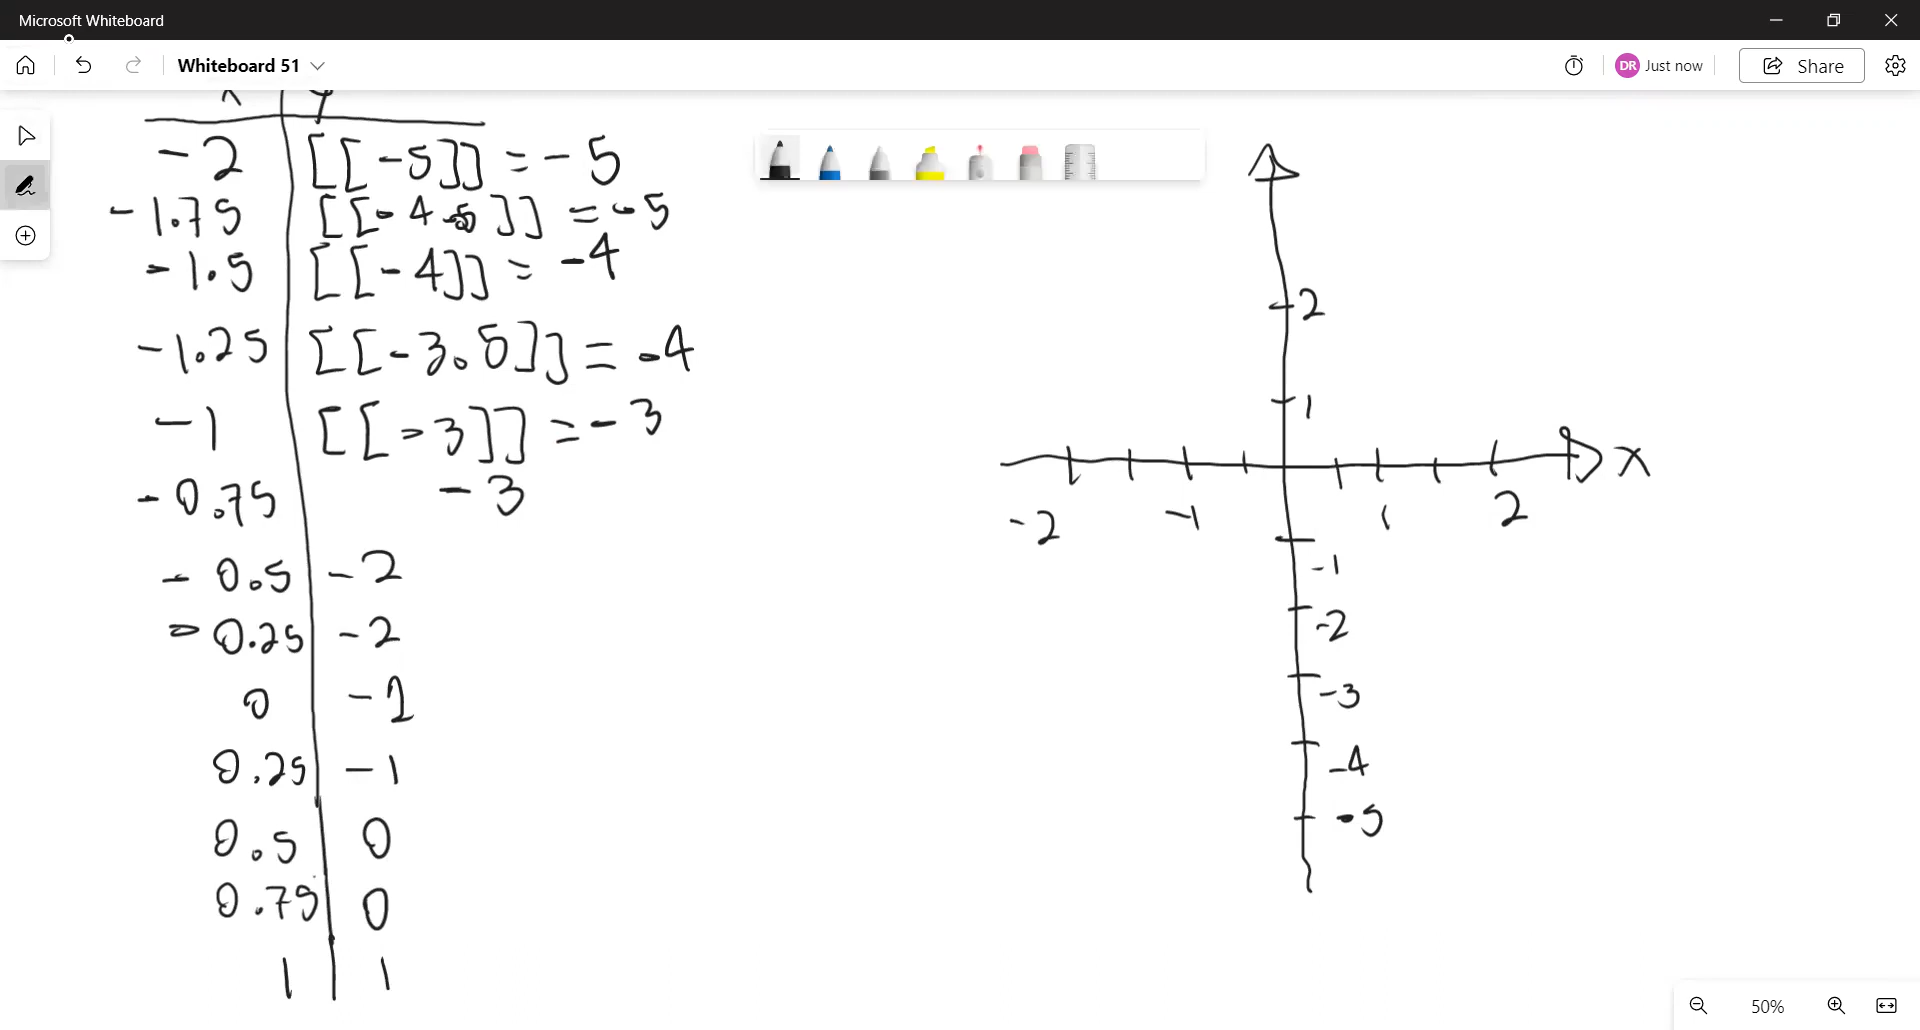 Microsoft Whiteboard
Whiteboard 51
DR Just now
Share
x y
-2 [[-5]] = -5
-1.75 [[-4.5]] = -5
-1.5 [[-4]] = -4
-1.25 [[-3.5]] = -4
-1 [[-3]] = -3
-0.75 -3
-0.5 -2
-0.25 -2
0 -1
0.25 -1
0.5 0
0.75 0
1 1
2
1
x
-2 -1 1 2
-1
-2
-3
-4
-5
50%